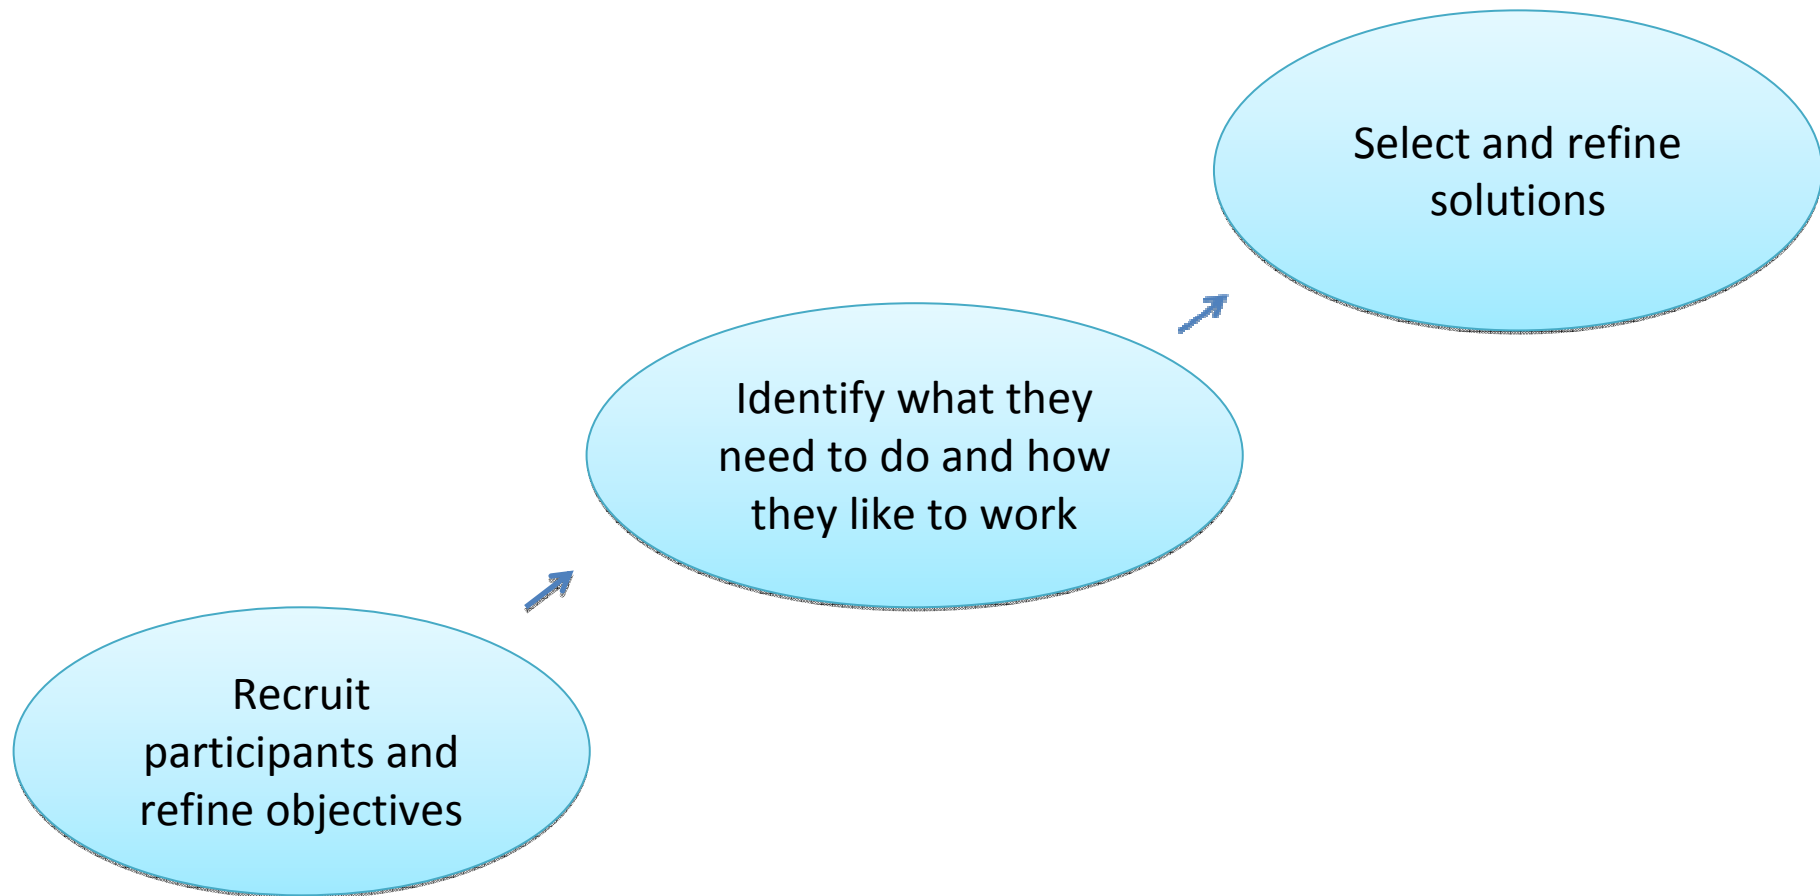 Select and refine
solutions
Identify what they
need to do and how
they like to work
Recruit
participants and
refine objectives